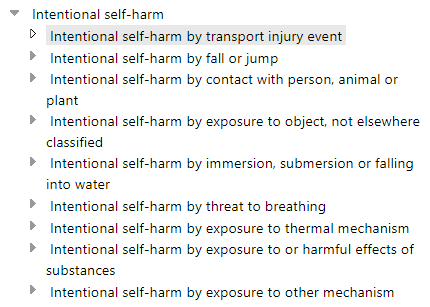 Intentional self-harm
Intentional self-harm by transport injury event
Intentional self-harm by fall or jump
Intentional self-harm by contact with person, animal or
plant
Intentional self-harm by exposure to object, not elsewhere
classified
Intentional self-harm by immersion, submersion or falling
into water
Intentional self-harm by threat to breathing
Intentional self-harm by exposure to thermal mechanism
Intentional self-harm by exposure to or harmful effects of
substances
Intentional self-harm by exposure to other mechanism